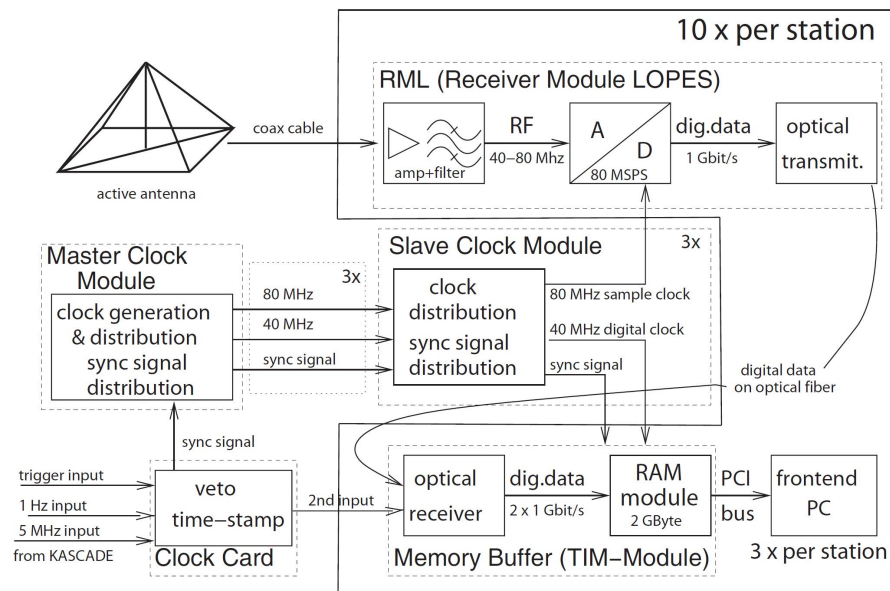 10 x per station
RML (Receiver Module LOPES)
coax cable
amp+filter
RF
40–80 Mhz
A
D
80 MSPS
dig.data
1 Gbit/s
optical
transmit.
active antenna
Master Clock
Module
clock generation
& distribution
sync signal
distribution
3x
80 MHz
40 MHz
sync signal
Slave Clock Module
3x
clock
distribution
sync signal
distribution
80 MHz sample clock
40 MHz digital clock
sync signal
digital data
on optical fiber
sync signal
trigger input
1 Hz input
5 MHz input
from KASCADE
veto
time–stamp
Clock Card
2nd input
optical
receiver
dig.data
2 x 1 Gbit/s
RAM
module
2 GByte
Memory Buffer (TIM–Module)
PCI
bus
frontend
PC
3 x per station